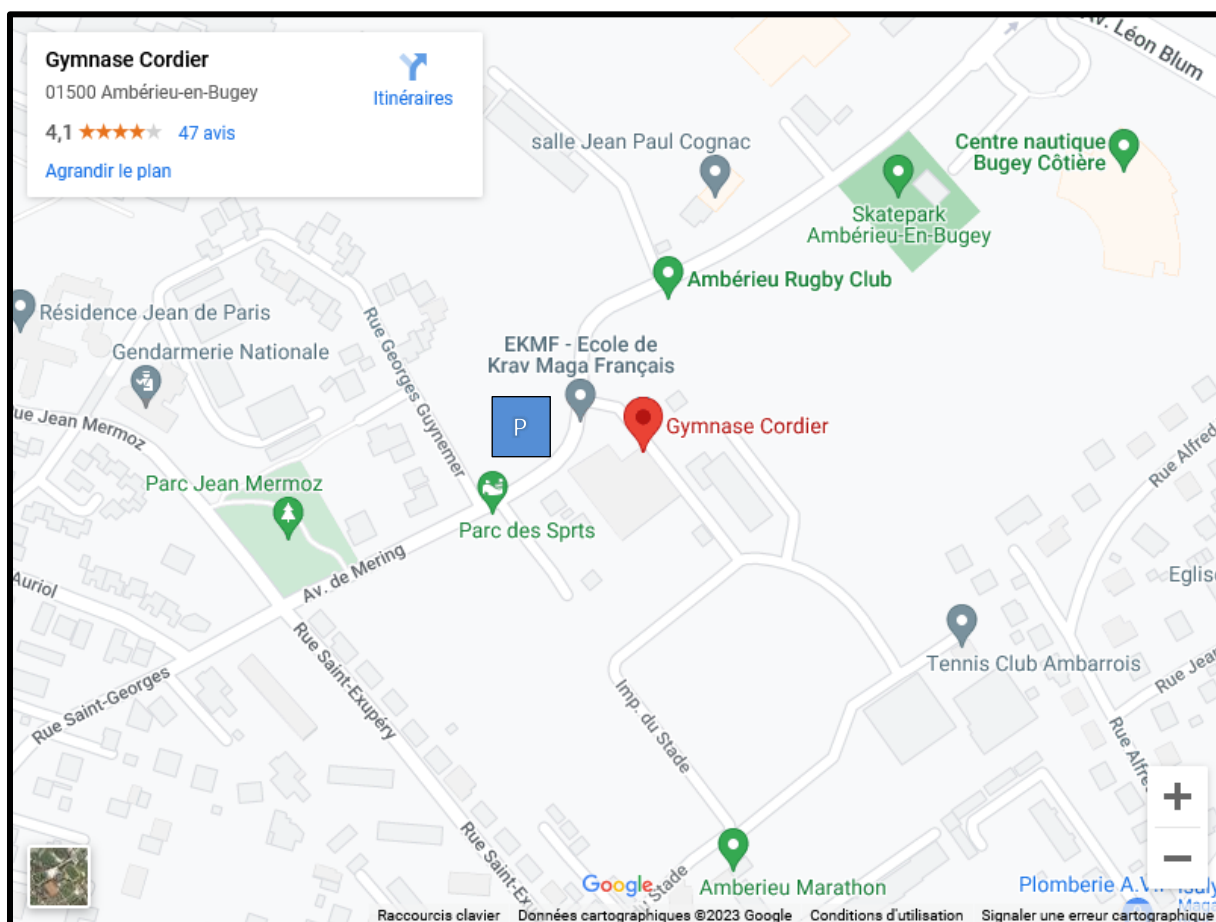 Gymnase Cordier
01500 Ambérieu-en-Bugey
Itinéraires
4,1
47 avis
Agrandir le plan
Av. Léon Blum
salle Jean Paul Cognac
Centre nautique
Bugey Côtière
Skatepark
Ambérieu-En-Bugey
Ambérieu Rugby Club
Résidence Jean de Paris
Rue Georges Guynemer
Gendarmerie Nationale
EKMF - Ecole de
Krav Maga Français
ue Jean Mermoz
P
Gymnase Cordier
Rue Alfred
Parc Jean Mermoz
Parc des Sprts
Av. de Mering
Auriol
Eglise
Rue Saint-Exupéry
Tennis Club Ambarrois
Rue Saint-Georges
Rue Jean
Imp. du Stade
Rue Alfred
+
Rue Saint-Ex
−
Stade
Google
Amberieu Marathon
Plomberie A.V.
Raccourcis clavier
Données cartographiques ©2023 Google
Conditions d'utilisation
Signaler une erreur cartographique